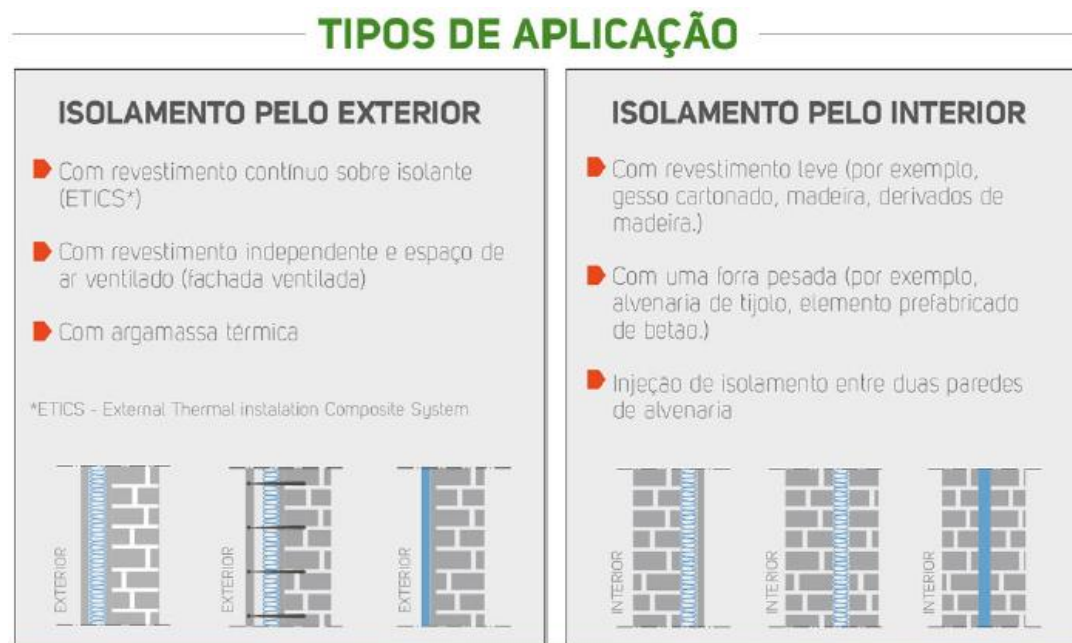 TIPOS DE APLICAÇÃO
ISOLAMENTO PELO EXTERIOR
Com revestimento contínuo sobre isolante
(ETICS*)
Com revestimento independente e espaço de
ar ventilado (fachada ventilada)
Com argamassa térmica
*ETICS - External Thermal instalation Composite System
EXTERIOR
EXTERIOR
EXTERIOR
ISOLAMENTO PELO INTERIOR
Com revestimento leve (por exemplo,
gesso cartonado, madeira, derivados de
madeira.)
Com uma forra pesada (por exemplo,
alvenaria de tijolo, elemento prefabricado
de betao.)
Injeção de isolamento entre duas paredes
de alvenaria
INTERIOR
INTERIOR
INTERIOR